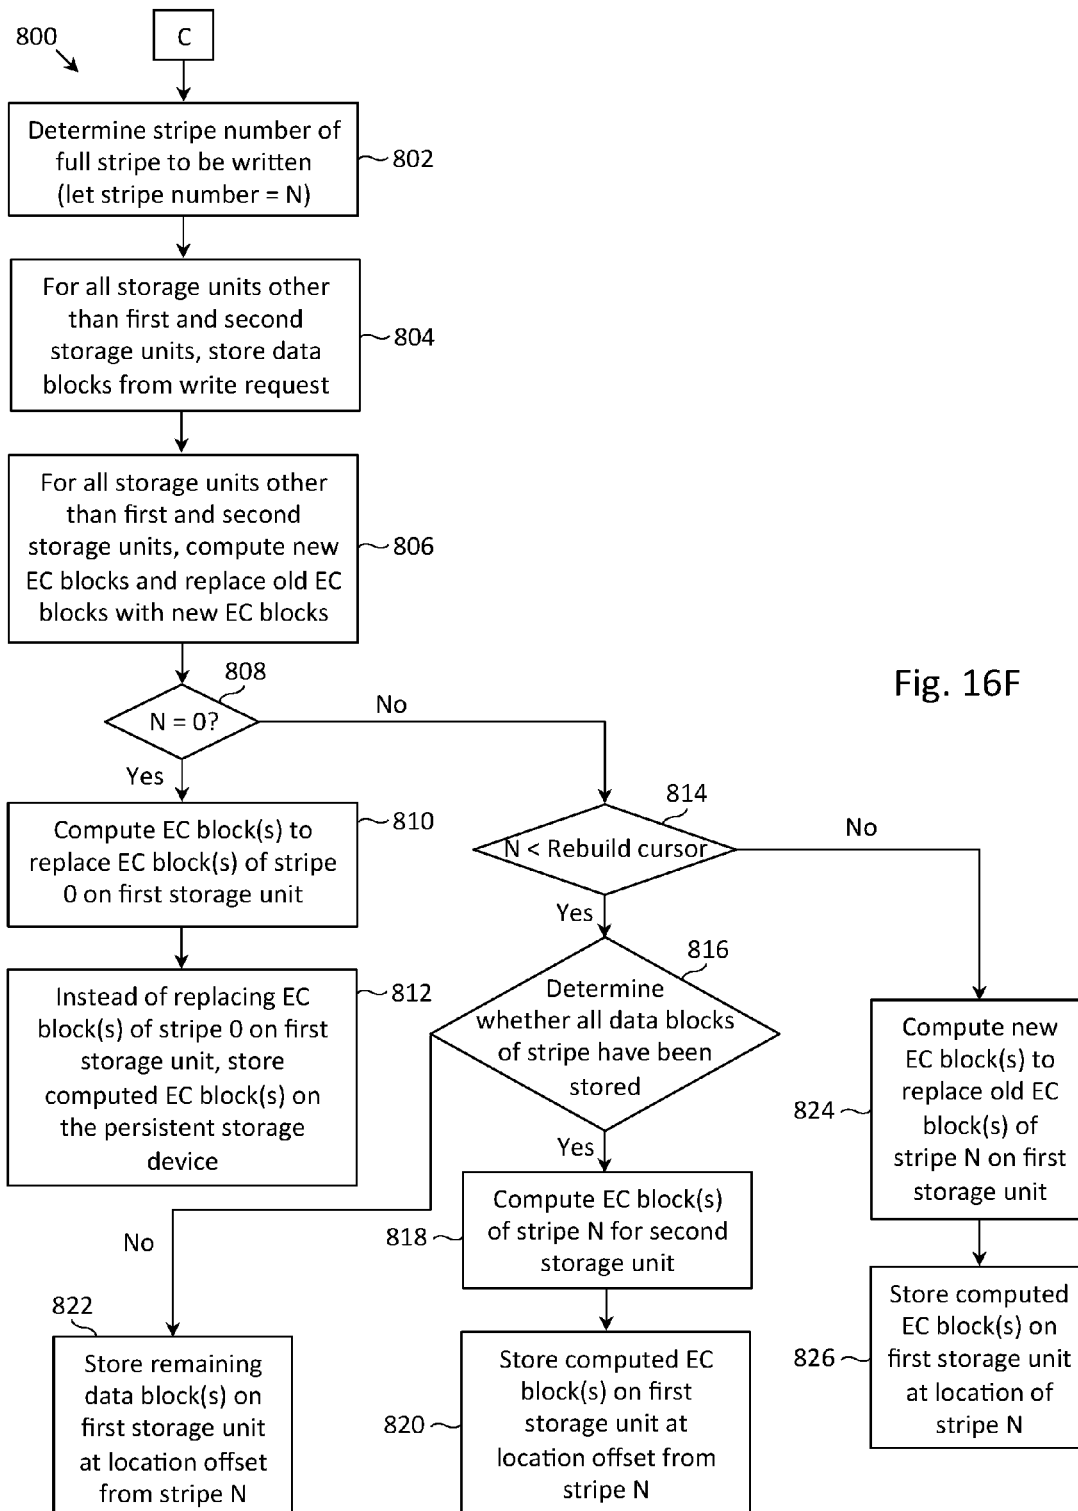 800
C
Determine stripe number of
full stripe to be written
(let stripe number = N)
802
For all storage units other
than first and second
storage units, store data
blocks from write request
804
For all storage units other
than first and second
storage units, compute new
EC blocks and replace old EC
blocks with new EC blocks
806
Fig. 16F
808
N = 0?
No
Yes
Compute EC block(s) to
replace EC block(s) of stripe
0 on first storage unit
810
Instead of replacing EC
block(s) of stripe 0 on first
storage unit, store
computed EC block(s) on
the persistent storage
device
812
814
N < Rebuild cursor
No
Yes
816
Determine
whether all data blocks
of stripe have been
stored
Yes
No
Compute EC block(s)
of stripe N for second
storage unit
818
Store computed EC
block(s) on first
storage unit at
location offset from
stripe N
820
822
Store remaining
data block(s) on
first storage unit
at location offset
from stripe N
Compute new
EC block(s) to
replace old EC
block(s) of
stripe N on first
storage unit
824
Store computed
EC block(s) on
first storage unit
at location of
stripe N
826